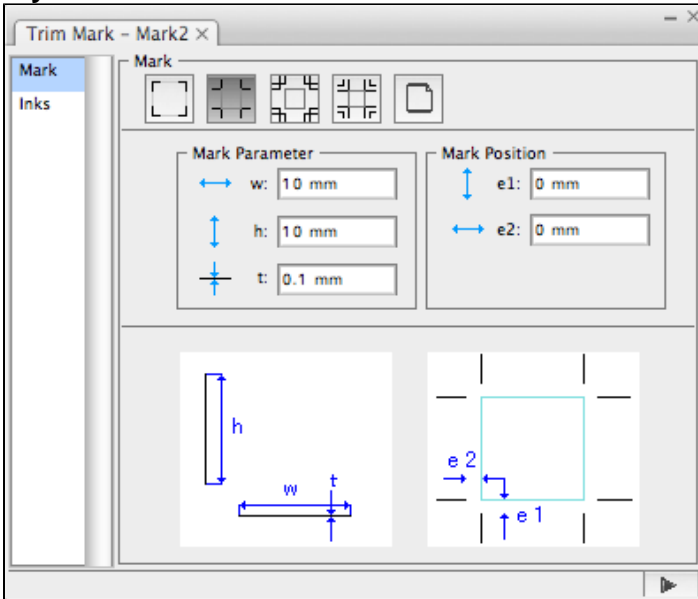 Trim Mark - Mark2 ×
Mark
Inks
Mark
Mark Parameter
w: 10 mm
h: 10 mm
t: 0.1 mm
Mark Position
e1: 0 mm
e2: 0 mm
h
w t
e 2
e 1